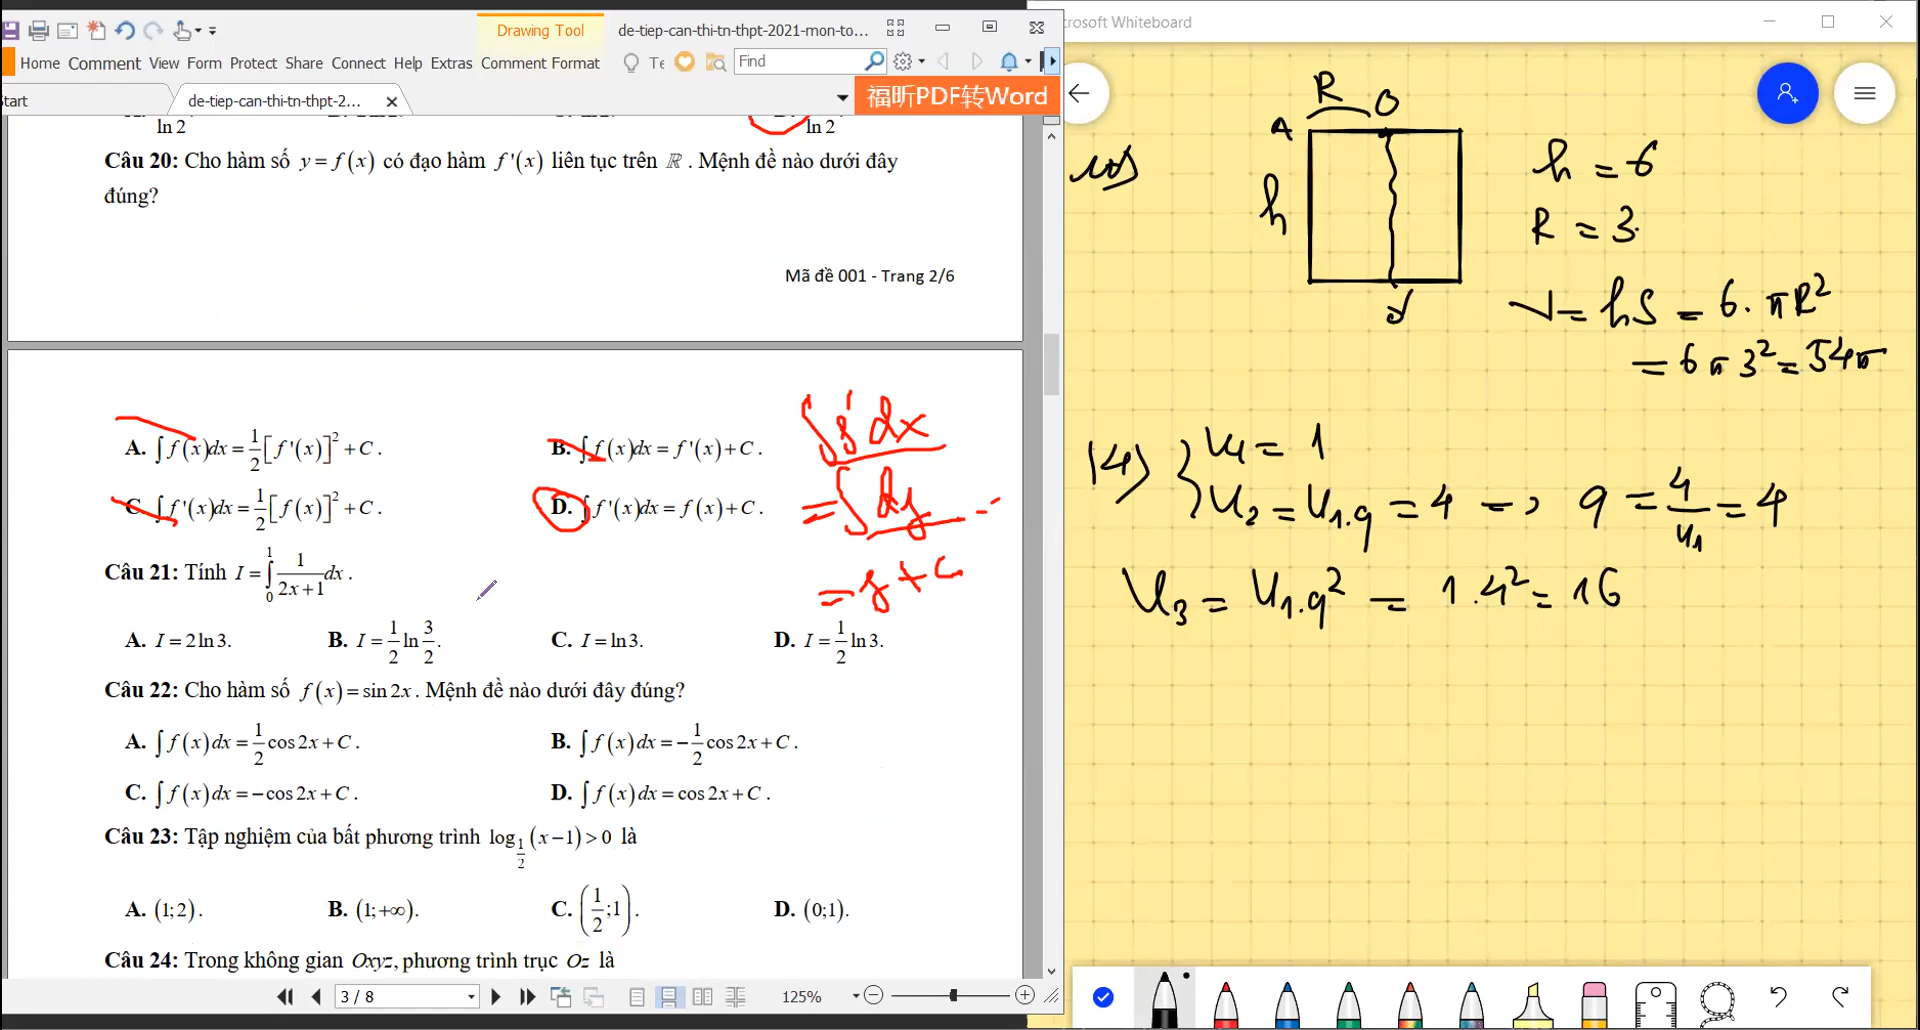 Drawing Tool
de-tiep-can-thi-tn-thpt-2021-mon-to...
Microsoft Whiteboard
Home Comment View Form Protect Share Connect Help Extras Comment Format
Find
Start
de-tiep-can-thi-tn-thpt-2...
福昕PDF转Word
ln 2
ln 2
Câu 20: Cho hàm số y = f(x) có đạo hàm f'(x) liên tục trên ℝ. Mệnh đề nào dưới đây
đúng?
Mã đề 001 - Trang 2/6
A. ∫f(x)dx = 1/2[f'(x)]² + C. B. ∫f(x)dx = f'(x) + C.
C. ∫f'(x)dx = 1/2[f(x)]² + C. D. ∫f'(x)dx = f(x) + C.
∫f'dx
= ∫dy =
= y + C
Câu 21: Tính I = ∫₀¹ 1/(2x+1) dx.
A. I = 2ln3. B. I = 1/2 ln 3/2. C. I = ln3. D. I = 1/2 ln3.
Câu 22: Cho hàm số f(x) = sin2x. Mệnh đề nào dưới đây đúng?
A. ∫f(x)dx = 1/2 cos2x + C. B. ∫f(x)dx = -1/2 cos2x + C.
C. ∫f(x)dx = -cos2x + C. D. ∫f(x)dx = cos2x + C.
Câu 23: Tập nghiệm của bất phương trình log_{1/2}(x-1) > 0 là
A. (1;2). B. (1;+∞). C. (1/2;1). D. (0;1).
Câu 24: Trong không gian Oxyz, phương trình trục Oz là
3 / 8
125%
R
A
h
h = 6
R = 3
V = hS = 6.πR²
= 6π3² = 54π
14)
u₁ = 1
u₂ = u₁.q = 4 → q = 4/u₁ = 4
u₃ = u₁.q² = 1.4² = 16